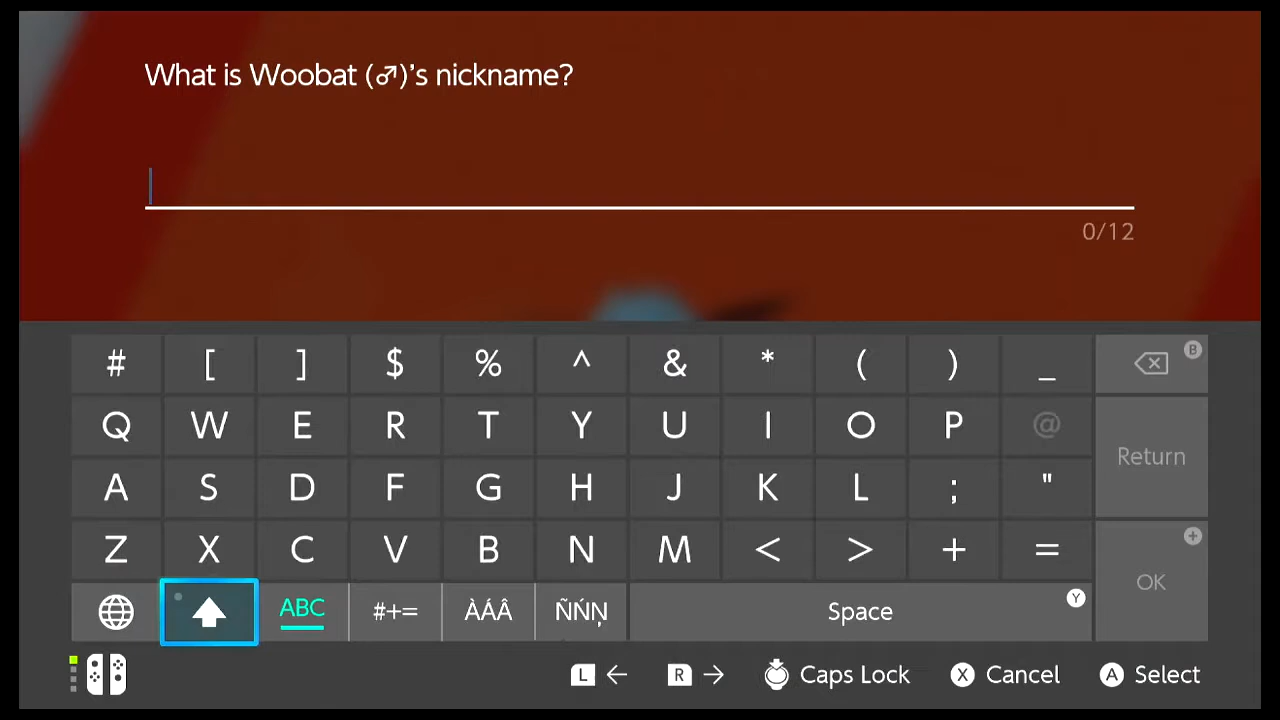 What is Woobat (♂)'s nickname?
0/12
# [ ] $ % ^ & * ( ) _ B
Q W E R T Y U I O P @
Return
A S D F G H J K L ; "
Z X C V B N M < > + = +
OK
ABC #+= ÀÁÂ ÑŃŅ Space Y
L ← R → Caps Lock X Cancel A Select